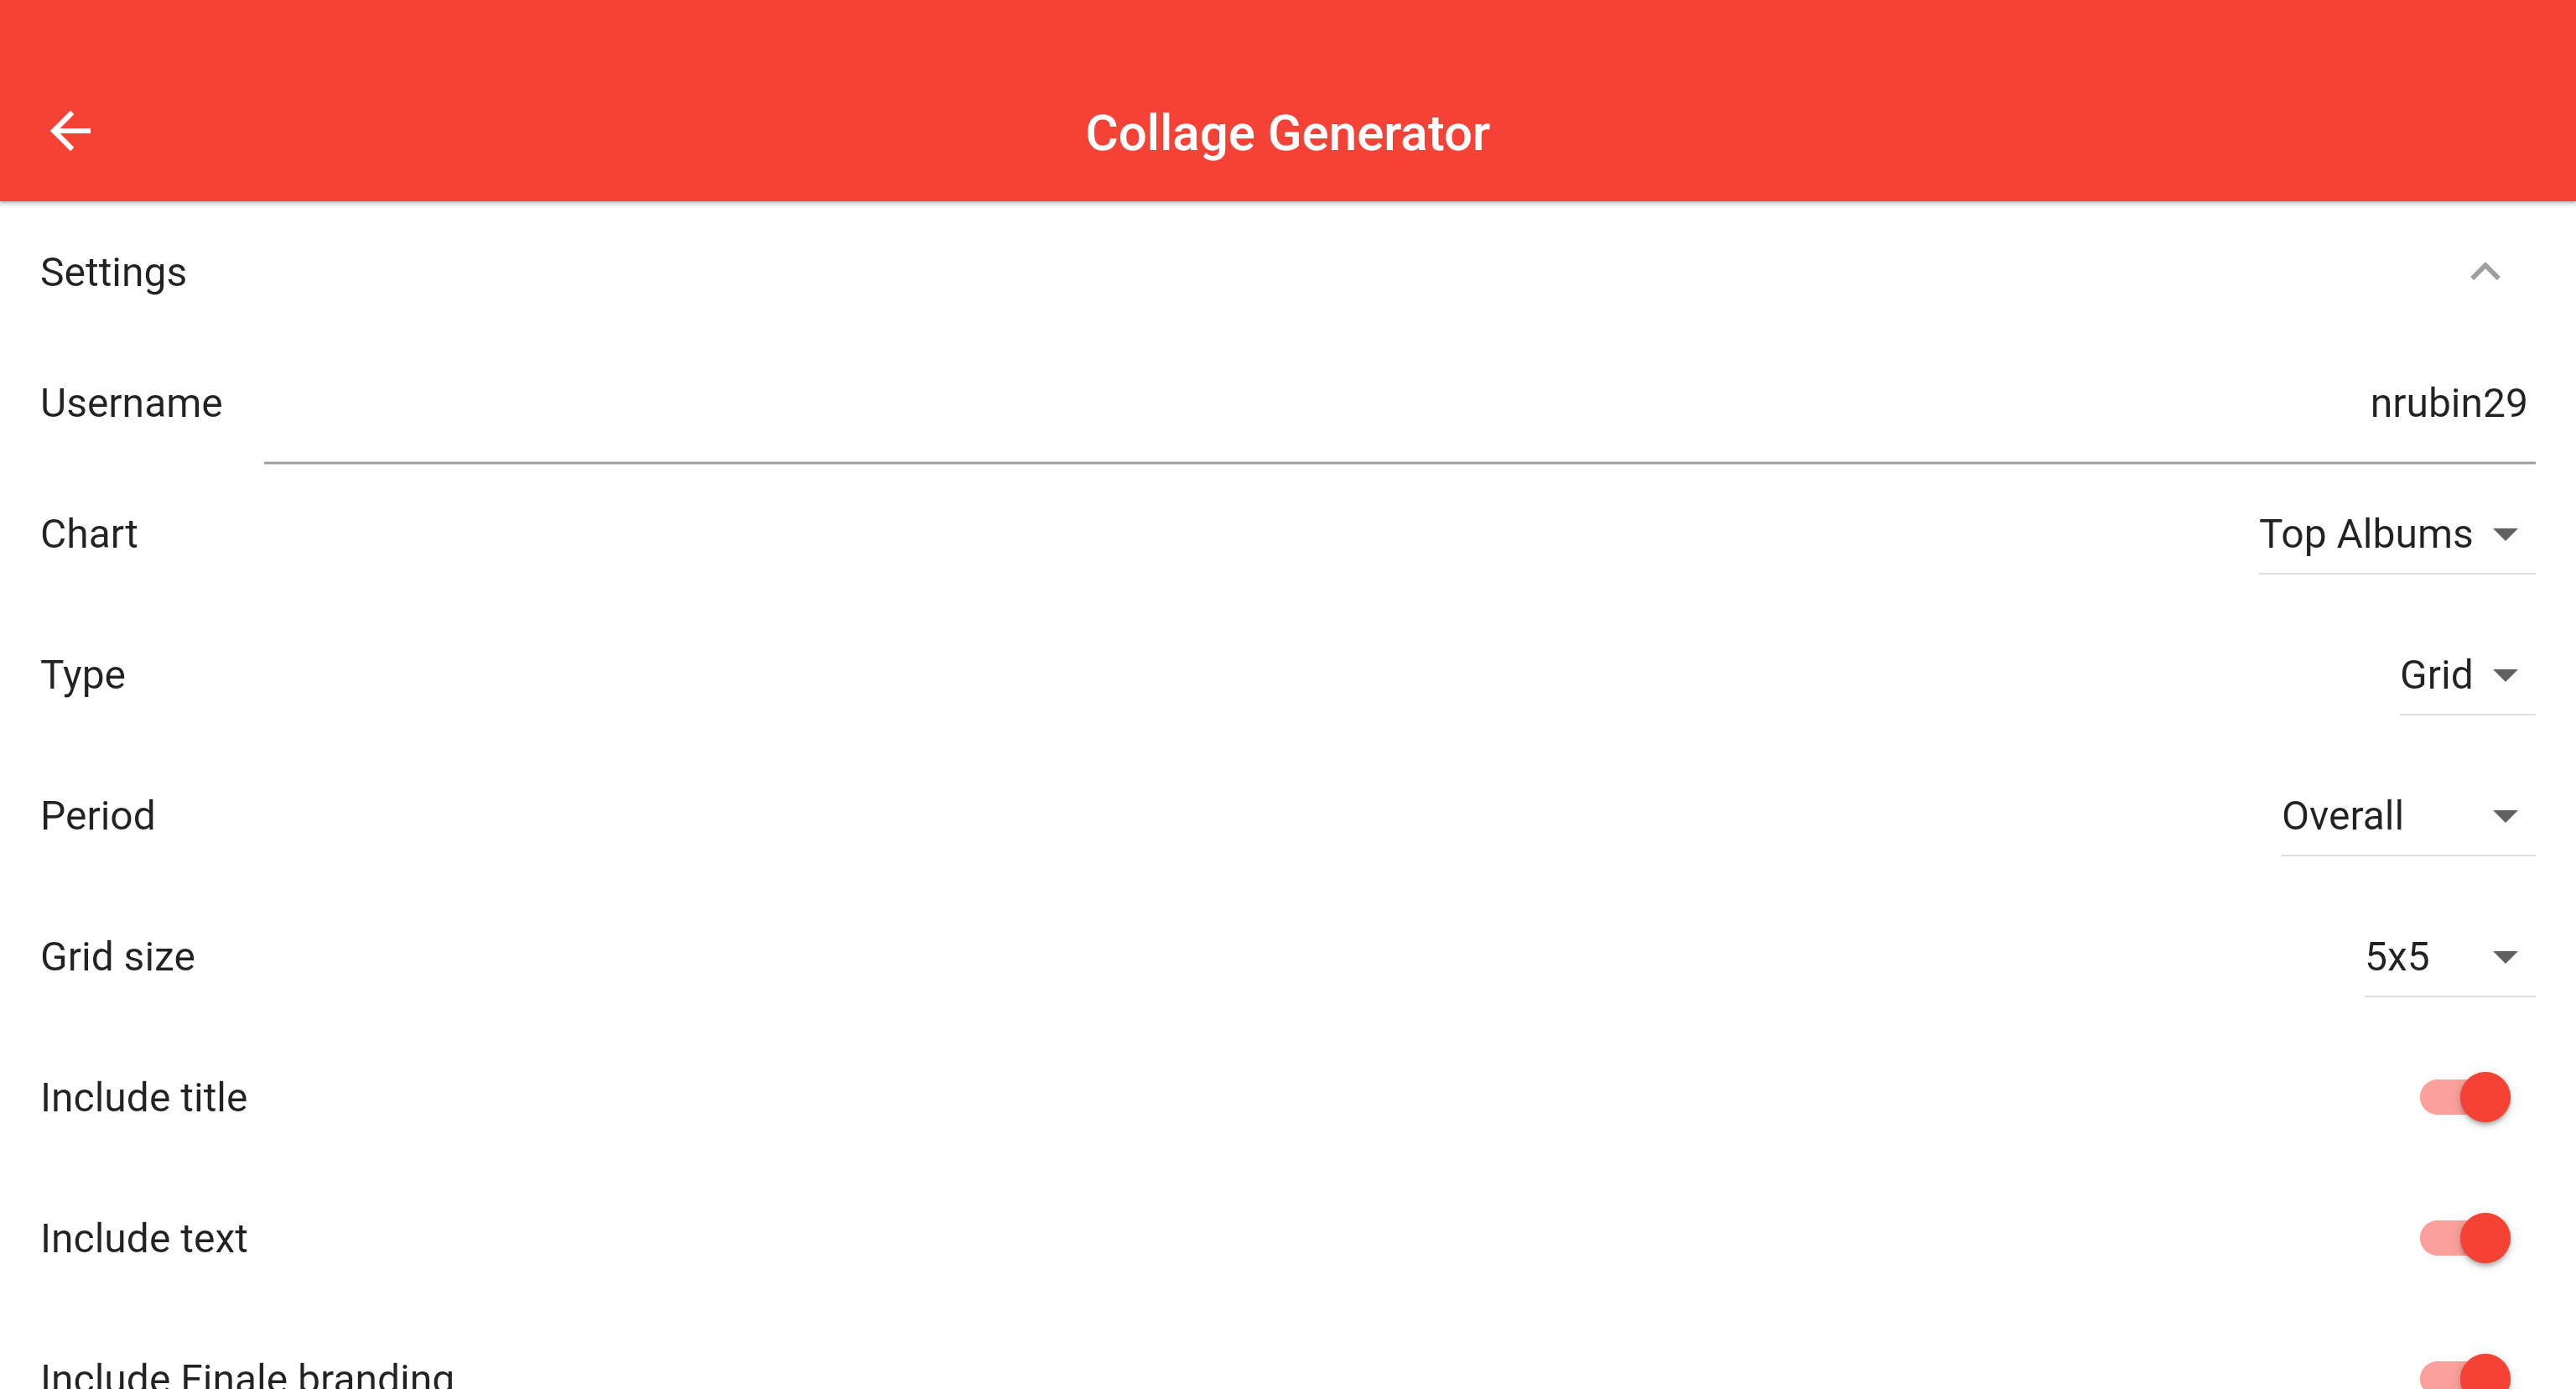 Collage Generator
Settings
Username nrubin29
Chart Top Albums
Type Grid
Period Overall
Grid size 5x5
Include title
Include text
Include Finale branding